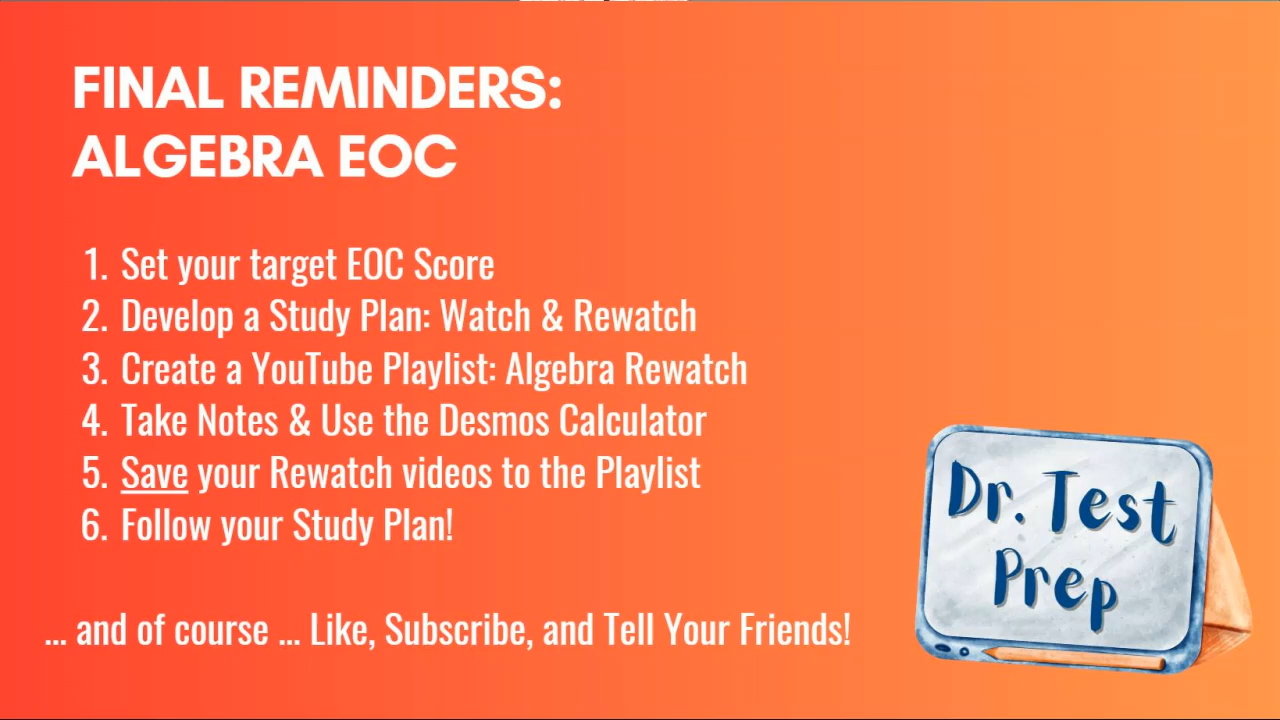 FINAL REMINDERS:
ALGEBRA EOC
1. Set your target EOC Score
2. Develop a Study Plan: Watch & Rewatch
3. Create a YouTube Playlist: Algebra Rewatch
4. Take Notes & Use the Desmos Calculator
5. Save your Rewatch videos to the Playlist
6. Follow your Study Plan!
... and of course ... Like, Subscribe, and Tell Your Friends!
Dr. Test
Prep